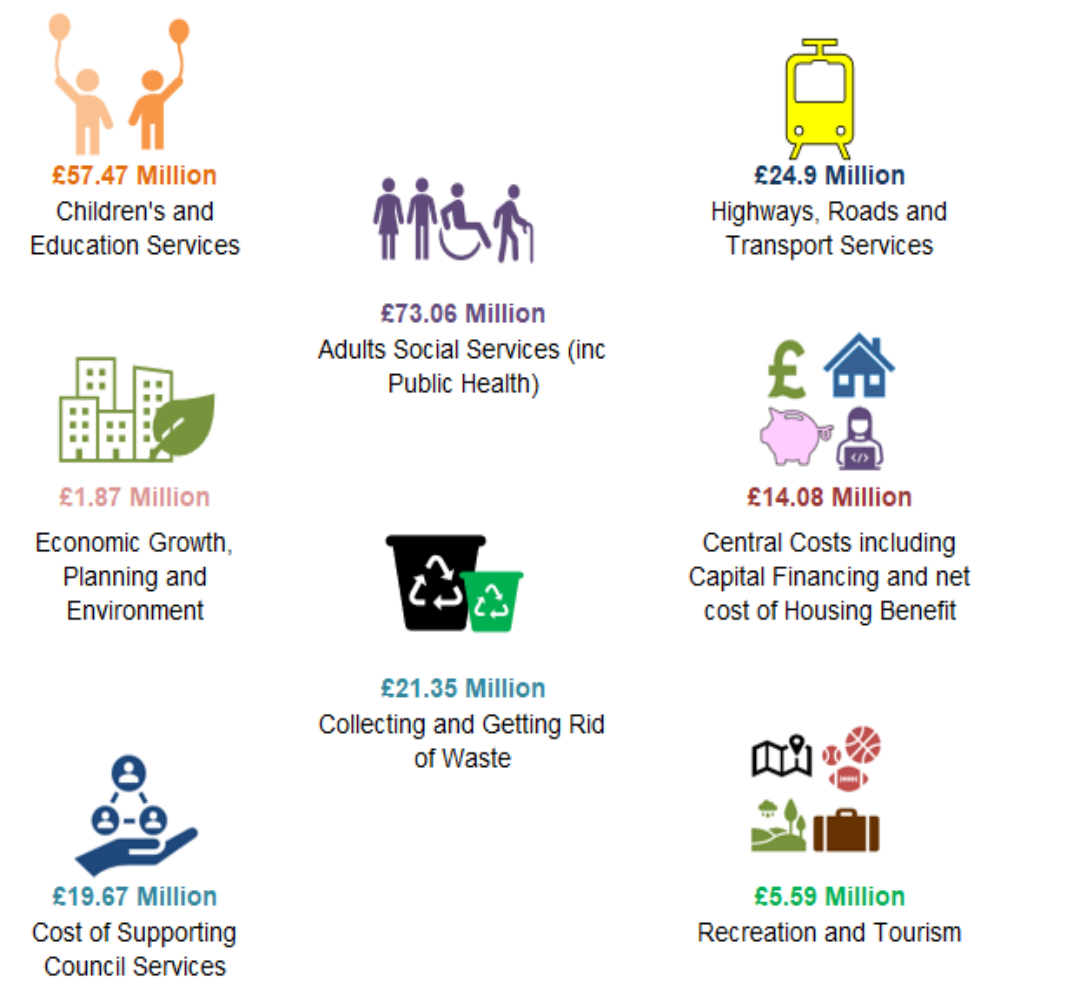 £57.47 Million
Children's and
Education Services
£24.9 Million
Highways, Roads and
Transport Services
£73.06 Million
Adults Social Services (inc
Public Health)
£1.87 Million
Economic Growth,
Planning and
Environment
£
</>
£14.08 Million
Central Costs including
Capital Financing and net
cost of Housing Benefit
£21.35 Million
Collecting and Getting Rid
of Waste
£19.67 Million
Cost of Supporting
Council Services
£5.59 Million
Recreation and Tourism